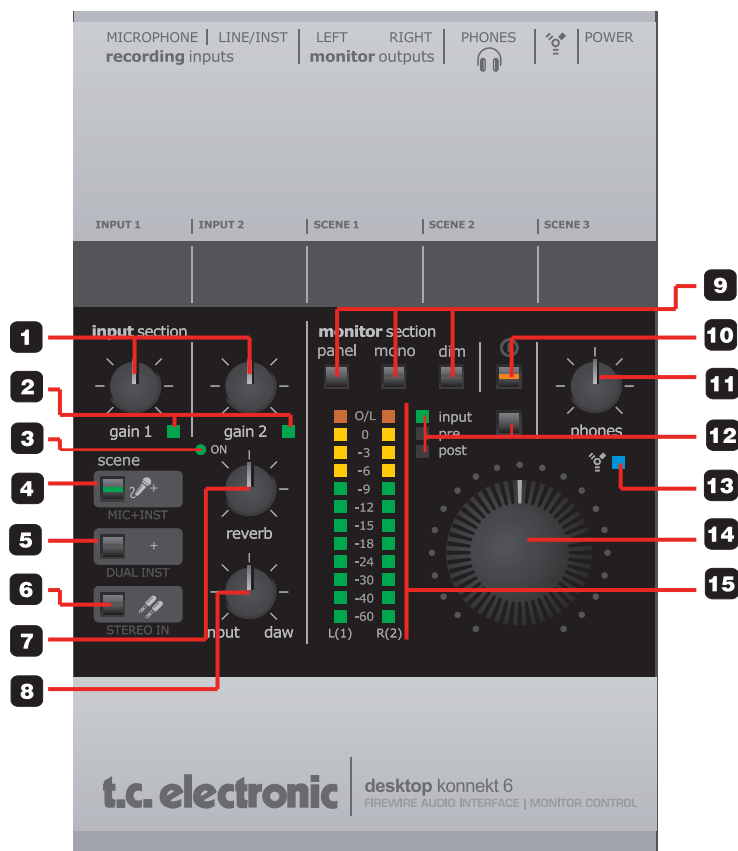 MICROPHONE | LINE/INST | LEFT RIGHT | PHONES | POWER
recording inputs monitor outputs
INPUT 1 | INPUT 2 | SCENE 1 | SCENE 2 | SCENE 3
input section monitor section
panel mono dim
gain 1 gain 2 phones
ON
scene
+
MIC+INST
+
DUAL INST
STEREO IN
reverb
input daw
O/L
0
-3
-6
-9
-12
-15
-18
-24
-30
-40
-60
L(1) R(2)
input
pre
post
1
2
3
4
5
6
7
8
9
10
11
12
13
14
15
t.c. electronic
desktop konnekt 6
FIREWIRE AUDIO INTERFACE | MONITOR CONTROL